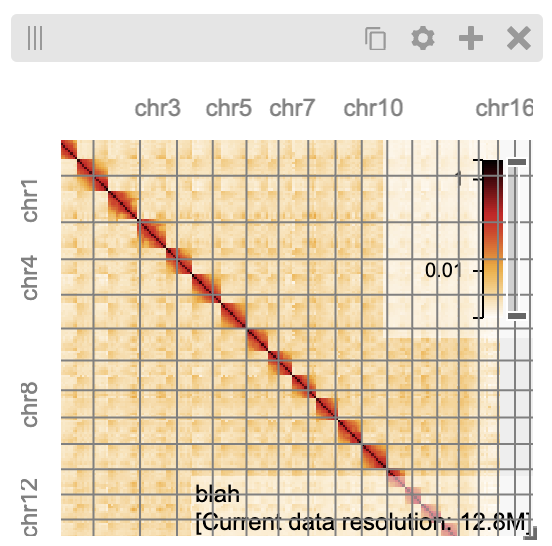 chr3 chr5 chr7 chr10 chr16
chr1
chr4
chr8
chr12
1
0.01
blah
[Current data resolution: 12.8M]